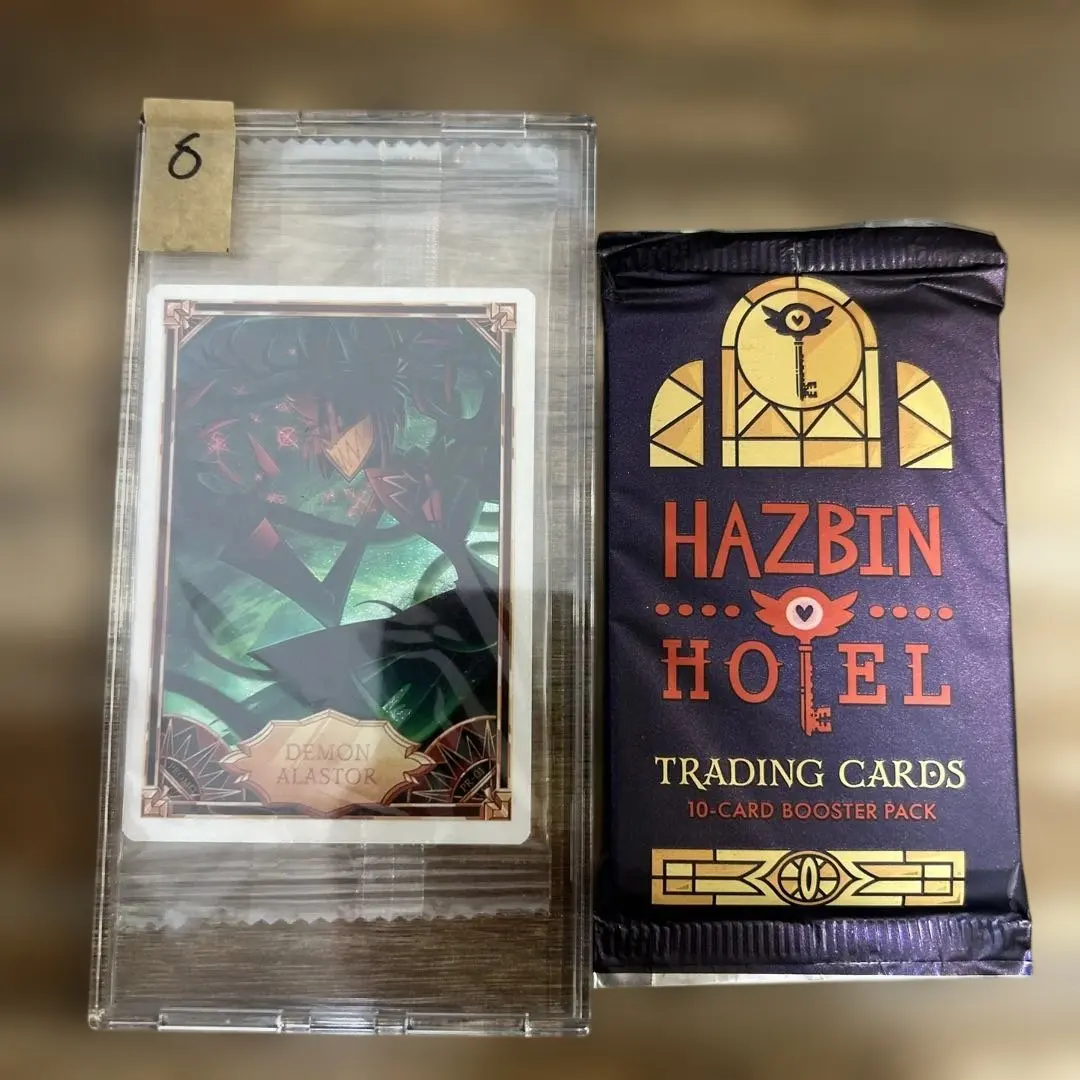 6
DEMON
ALASTOR
HAZBIN
HOTEL
TRADING CARDS
10-CARD BOOSTER PACK